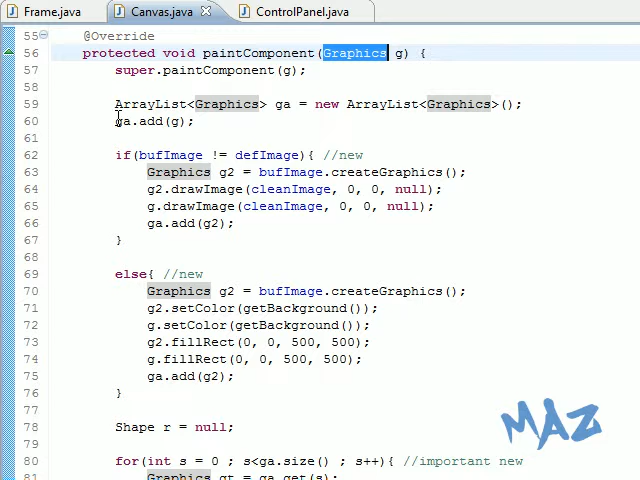 Frame.java Canvas.java ControlPanel.java
55 @Override
56 protected void paintComponent(Graphics g) {
57 super.paintComponent(g);
58
59 ArrayList<Graphics> ga = new ArrayList<Graphics>();
60 ga.add(g);
61
62 if(bufImage != defImage){ //new
63 Graphics g2 = bufImage.createGraphics();
64 g2.drawImage(cleanImage, 0, 0, null);
65 g.drawImage(cleanImage, 0, 0, null);
66 ga.add(g2);
67 }
68
69 else{ //new
70 Graphics g2 = bufImage.createGraphics();
71 g2.setColor(getBackground());
72 g.setColor(getBackground());
73 g2.fillRect(0, 0, 500, 500);
74 g.fillRect(0, 0, 500, 500);
75 ga.add(g2);
76 }
77
78 Shape r = null;
79
80 for(int s = 0 ; s<ga.size() ; s++){ //important new
81 Graphics gt = ga.get(s);
MAZ